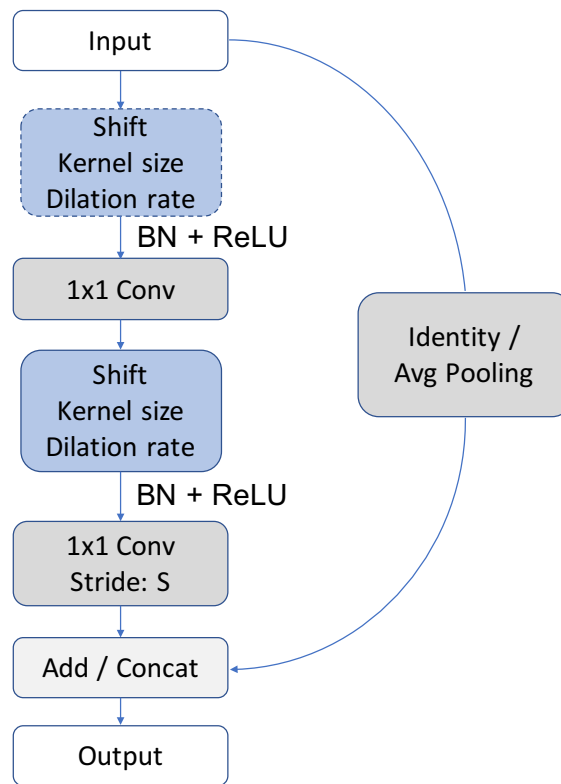 Input
Shift
Kernel size
Dilation rate
BN + ReLU
1x1 Conv
Identity /
Avg Pooling
Shift
Kernel size
Dilation rate
BN + ReLU
1x1 Conv
Stride: S
Add / Concat
Output